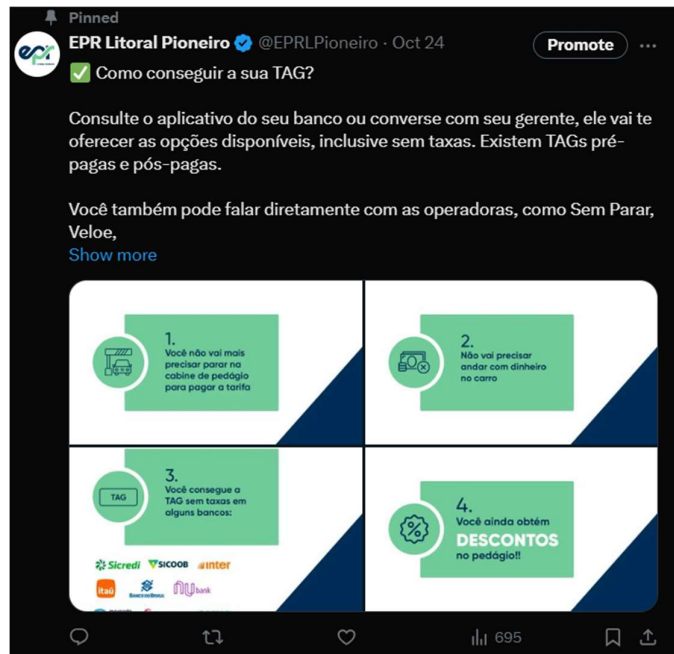 Pinned
EPR Litoral Pioneiro @EPRLPioneiro · Oct 24
Promote
epr
✅ Como conseguir a sua TAG?
Consulte o aplicativo do seu banco ou converse com seu gerente, ele vai te
oferecer as opções disponíveis, inclusive sem taxas. Existem TAGs pré-
pagas e pós-pagas.
Você também pode falar diretamente com as operadoras, como Sem Parar,
Veloe,
Show more
1.
Você não vai mais
precisar parar na
cabine de pedágio
para pagar a tarifa
2.
Não vai precisar
andar com dinheiro
no carro
TAG
3.
Você consegue a
TAG sem taxas em
alguns bancos:
Sicredi SICOOB inter
itaú BANCO DO BRASIL nu bank
4.
Você ainda obtém
DESCONTOS
no pedágio!!
695